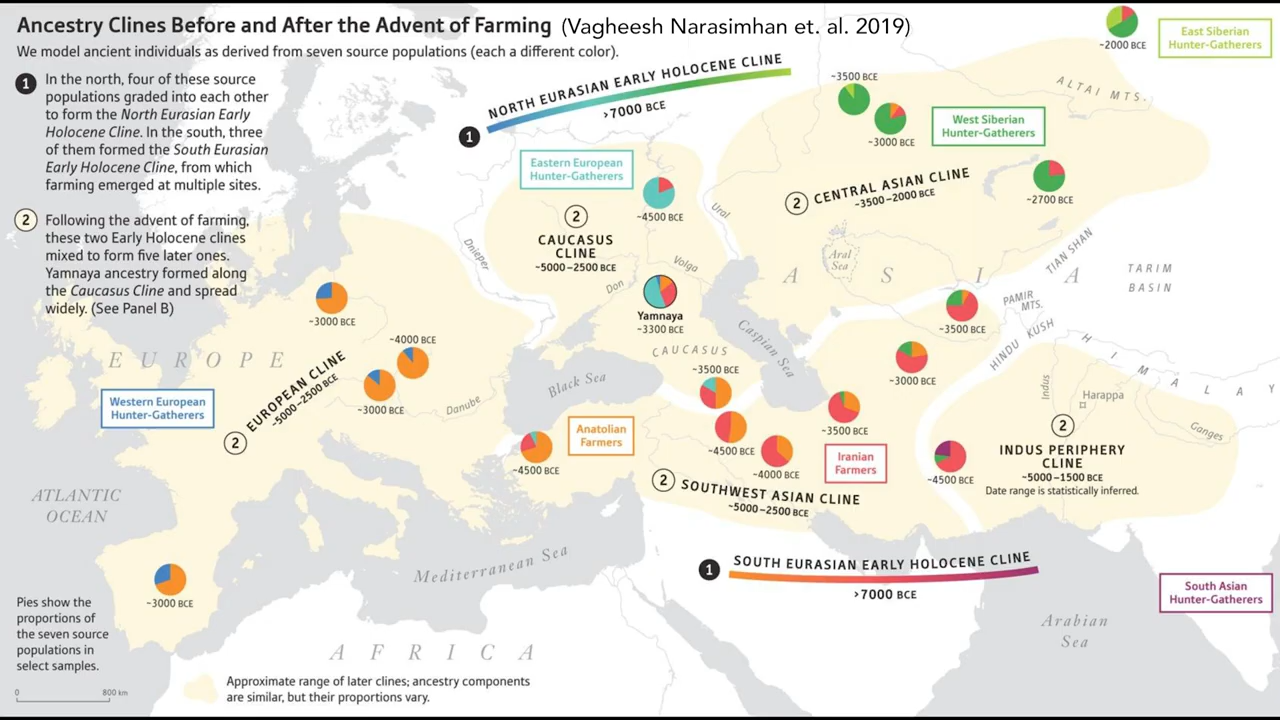 Ancestry Clines Before and After the Advent of Farming (Vagheesh Narasimhan et. al. 2019)
We model ancient individuals as derived from seven source populations (each a different color).
1
In the north, four of these source
populations graded into each other
to form the North Eurasian Early
Holocene Cline. In the south, three
of them formed the South Eurasian
Early Holocene Cline, from which
farming emerged at multiple sites.
2
Following the advent of farming,
these two Early Holocene clines
mixed to form five later ones.
Yamnaya ancestry formed along
the Caucasus Cline and spread
widely. (See Panel B)
1
NORTH EURASIAN EARLY HOLOCENE CLINE
>7000 BCE
~2000 BCE
East Siberian
Hunter-Gatherers
ALTAI MTS.
~3500 BCE
~3000 BCE
West Siberian
Hunter-Gatherers
~2700 BCE
2
CENTRAL ASIAN CLINE
~3500–2000 BCE
Eastern European
Hunter-Gatherers
~4500 BCE
2
CAUCASUS
CLINE
~5000–2500 BCE
Ural
Dnieper
Volga
Don
Aral
Sea
ASIA
TIAN SHAN
TARIM
BASIN
PAMIR
MTS.
HINDU KUSH
HIMALAY
Yamnaya
~3300 BCE
CAUCASUS
Caspian Sea
Black Sea
~3000 BCE
~4000 BCE
~3000 BCE
EUROPE
Western European
Hunter-Gatherers
2
EUROPEAN CLINE
~5000–2500 BCE
Danube
~3500 BCE
~3000 BCE
~3500 BCE
~3500 BCE
~4500 BCE
~4000 BCE
Anatolian
Farmers
~4500 BCE
Iranian
Farmers
~4500 BCE
Indus
Harappa
Ganges
2
INDUS PERIPHERY
CLINE
~5000–1500 BCE
Date range is statistically inferred.
2
SOUTHWEST ASIAN CLINE
~5000–2500 BCE
ATLANTIC
OCEAN
Mediterranean Sea
1
SOUTH EURASIAN EARLY HOLOCENE CLINE
>7000 BCE
South Asian
Hunter-Gatherers
Arabian
Sea
~3000 BCE
AFRICA
Pies show the
proportions of
the seven source
populations in
select samples.
0 800 km
Approximate range of later clines; ancestry components
are similar, but their proportions vary.